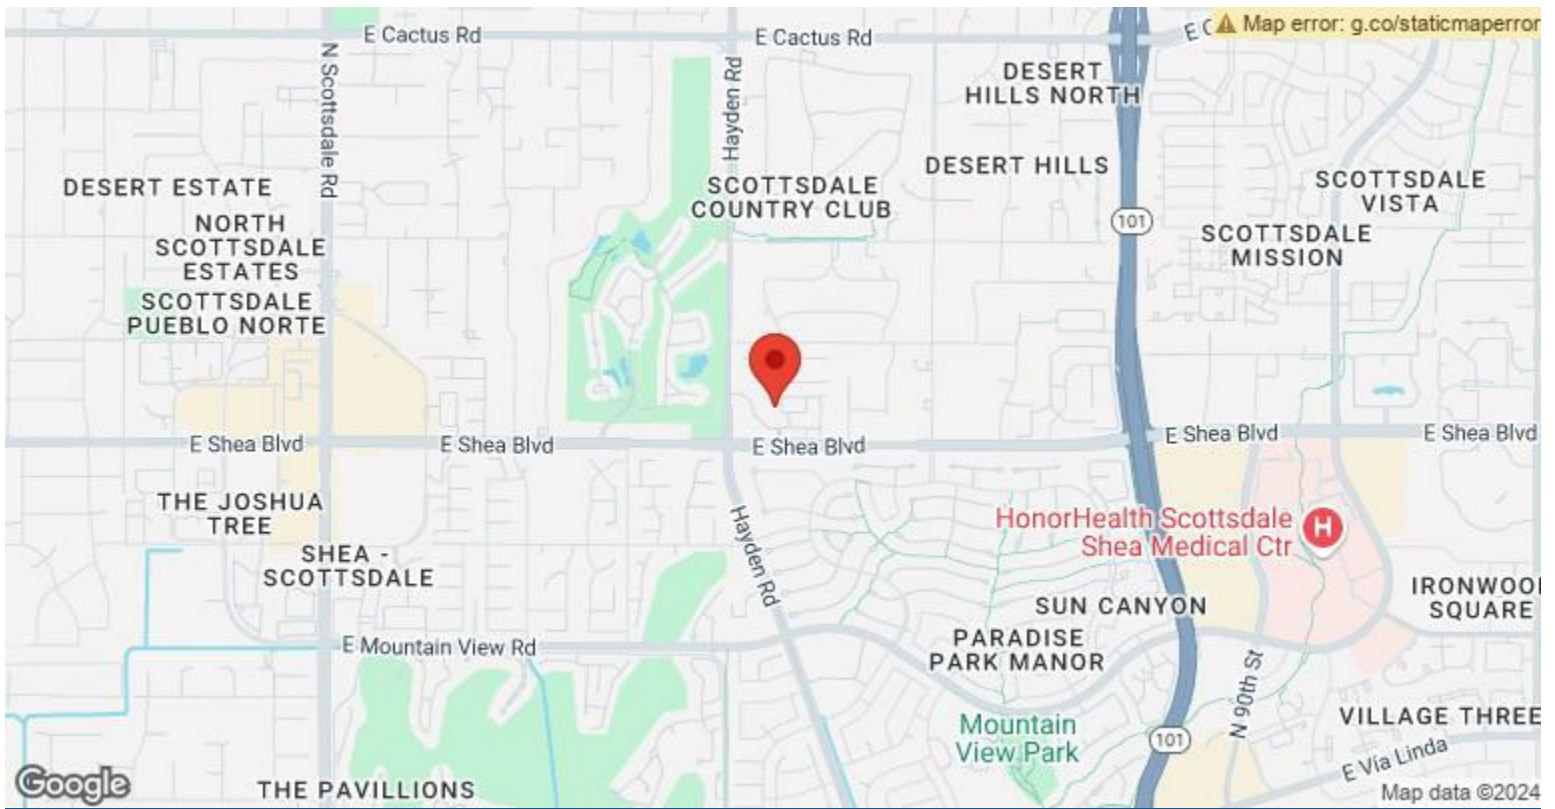 E Cactus Rd
E Cactus Rd
E C
Map error: g.co/staticmaperror
N Scottsdale Rd
Hayden Rd
DESERT
HILLS NORTH
DESERT HILLS
DESERT ESTATE
SCOTTSDALE
COUNTRY CLUB
SCOTTSDALE
VISTA
101
NORTH
SCOTTSDALE
ESTATES
SCOTTSDALE
MISSION
SCOTTSDALE
PUEBLO NORTE
E Shea Blvd
E Shea Blvd
E Shea Blvd
E Shea Blvd
E Shea Blvd
THE JOSHUA
TREE
Hayden Rd
HonorHealth Scottsdale
Shea Medical Ctr
H
SHEA -
SCOTTSDALE
IRONWOO
SQUARE
SUN CANYON
E Mountain View Rd
PARADISE
PARK MANOR
N 90th St
Mountain
View Park
101
VILLAGE THREE
E Vía Linda
Google
THE PAVILLIONS
Map data ©2024